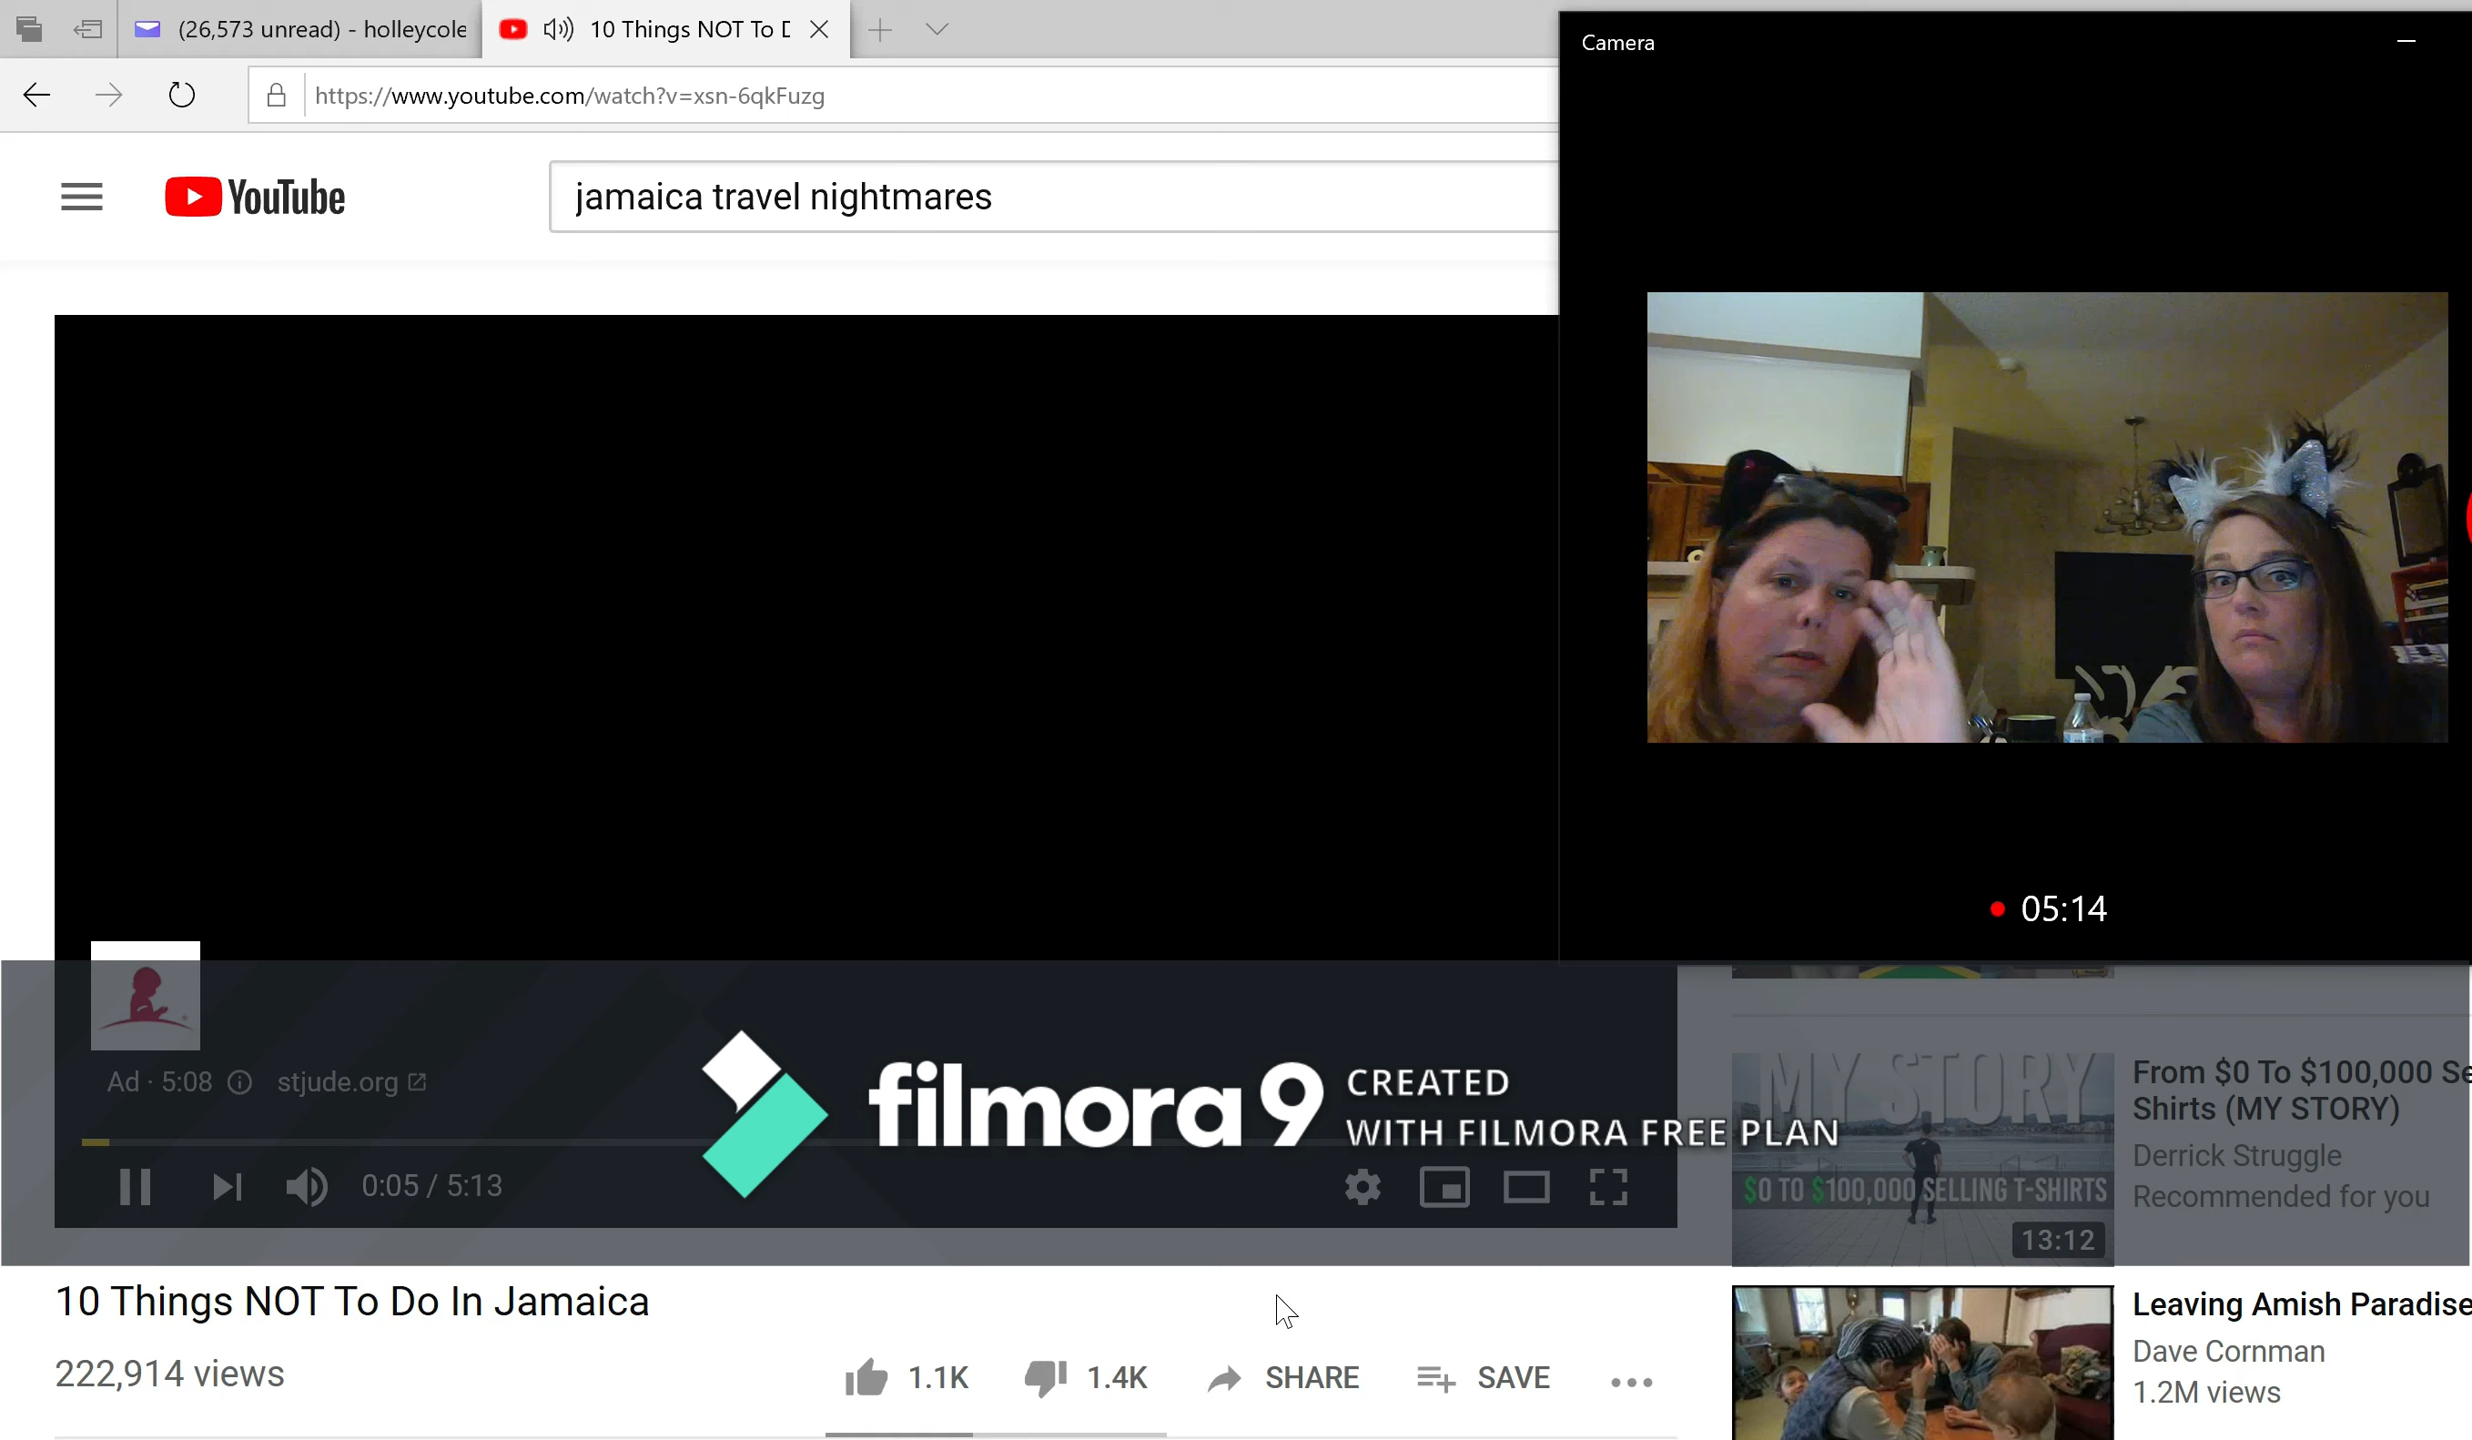 (26,573 unread) - holleycole
10 Things NOT To D
Camera
https://www.youtube.com/watch?v=xsn-6qkFuzg
YouTube
jamaica travel nightmares
05:14
Ad · 5:08
stjude.org
0:05 / 5:13
filmora9
CREATED
WITH FILMORA FREE PLAN
MY STORY
$0 TO $100,000 SELLING T-SHIRTS
13:12
From $0 To $100,000 Se
Shirts (MY STORY)
Derrick Struggle
Recommended for you
10 Things NOT To Do In Jamaica
222,914 views
1.1K
1.4K
SHARE
SAVE
Leaving Amish Paradise
Dave Cornman
1.2M views